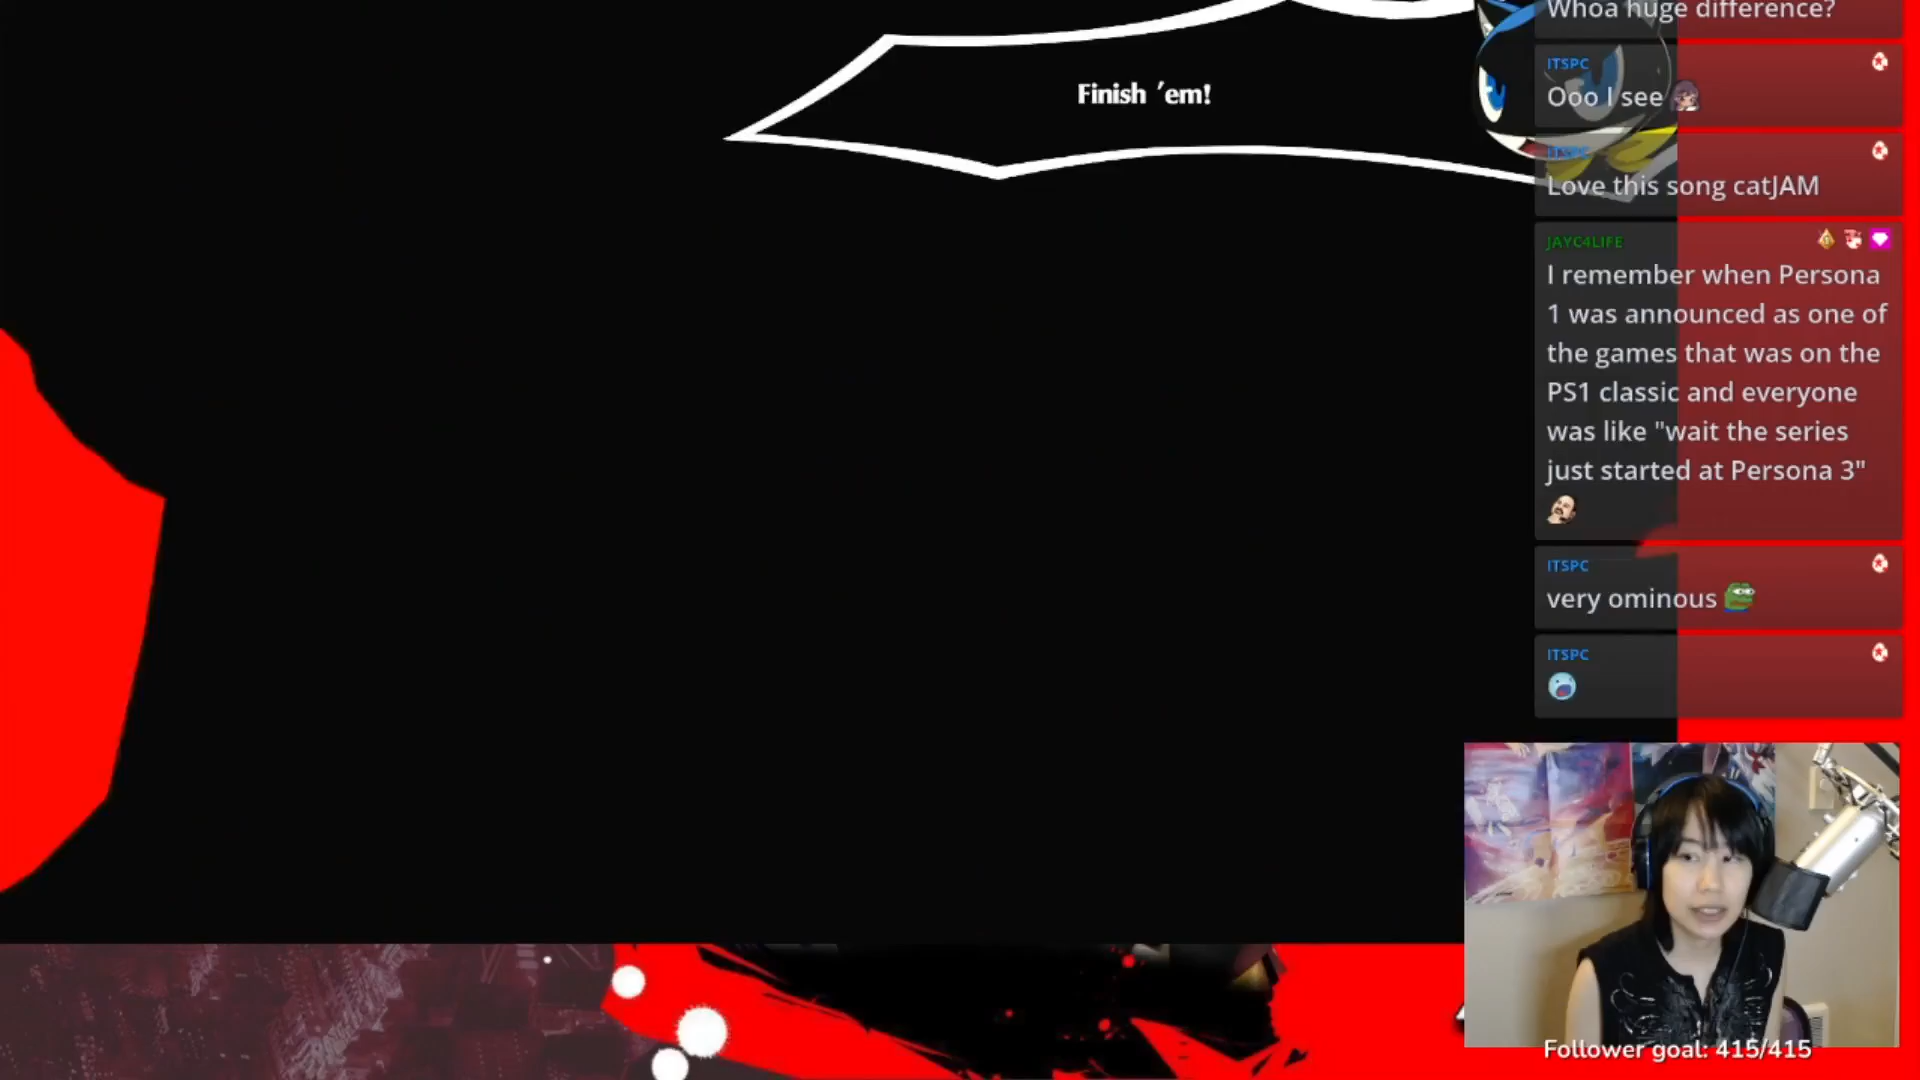 Finish 'em!
Whoa huge difference?
ITSPC
Ooo I see
ITSPC
Love this song catJAM
JAYC4LIFE
I remember when Persona
1 was announced as one of
the games that was on the
PS1 classic and everyone
was like "wait the series
just started at Persona 3"
ITSPC
very ominous
ITSPC
Follower goal: 415/415